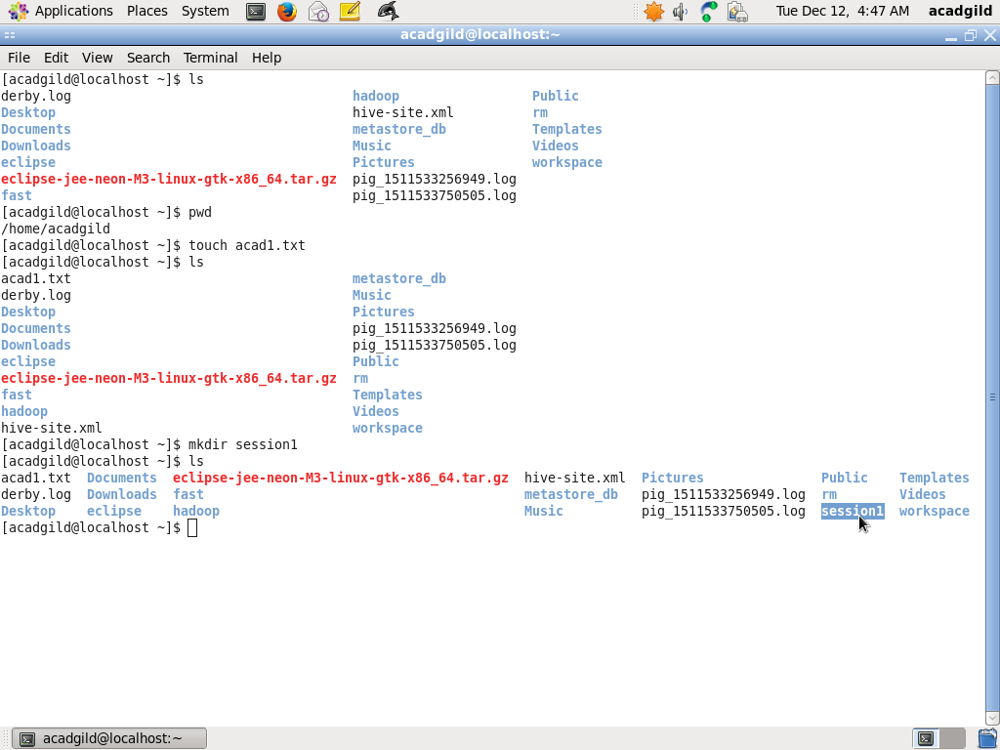 Applications Places System Tue Dec 12, 4:47 AM acadgild
acadgild@localhost:~
File Edit View Search Terminal Help
[acadgild@localhost ~]$ ls
derby.log hadoop Public
Desktop hive-site.xml rm
Documents metastore_db Templates
Downloads Music Videos
eclipse Pictures workspace
eclipse-jee-neon-M3-linux-gtk-x86_64.tar.gz pig_1511533256949.log
fast pig_1511533750505.log
[acadgild@localhost ~]$ pwd
/home/acadgild
[acadgild@localhost ~]$ touch acad1.txt
[acadgild@localhost ~]$ ls
acad1.txt metastore_db
derby.log Music
Desktop Pictures
Documents pig_1511533256949.log
Downloads pig_1511533750505.log
eclipse Public
eclipse-jee-neon-M3-linux-gtk-x86_64.tar.gz rm
fast Templates
hadoop Videos
hive-site.xml workspace
[acadgild@localhost ~]$ mkdir session1
[acadgild@localhost ~]$ ls
acad1.txt Documents eclipse-jee-neon-M3-linux-gtk-x86_64.tar.gz hive-site.xml Pictures Public Templates
derby.log Downloads fast metastore_db pig_1511533256949.log rm Videos
Desktop eclipse hadoop Music pig_1511533750505.log session1 workspace
[acadgild@localhost ~]$
acadgild@localhost:~